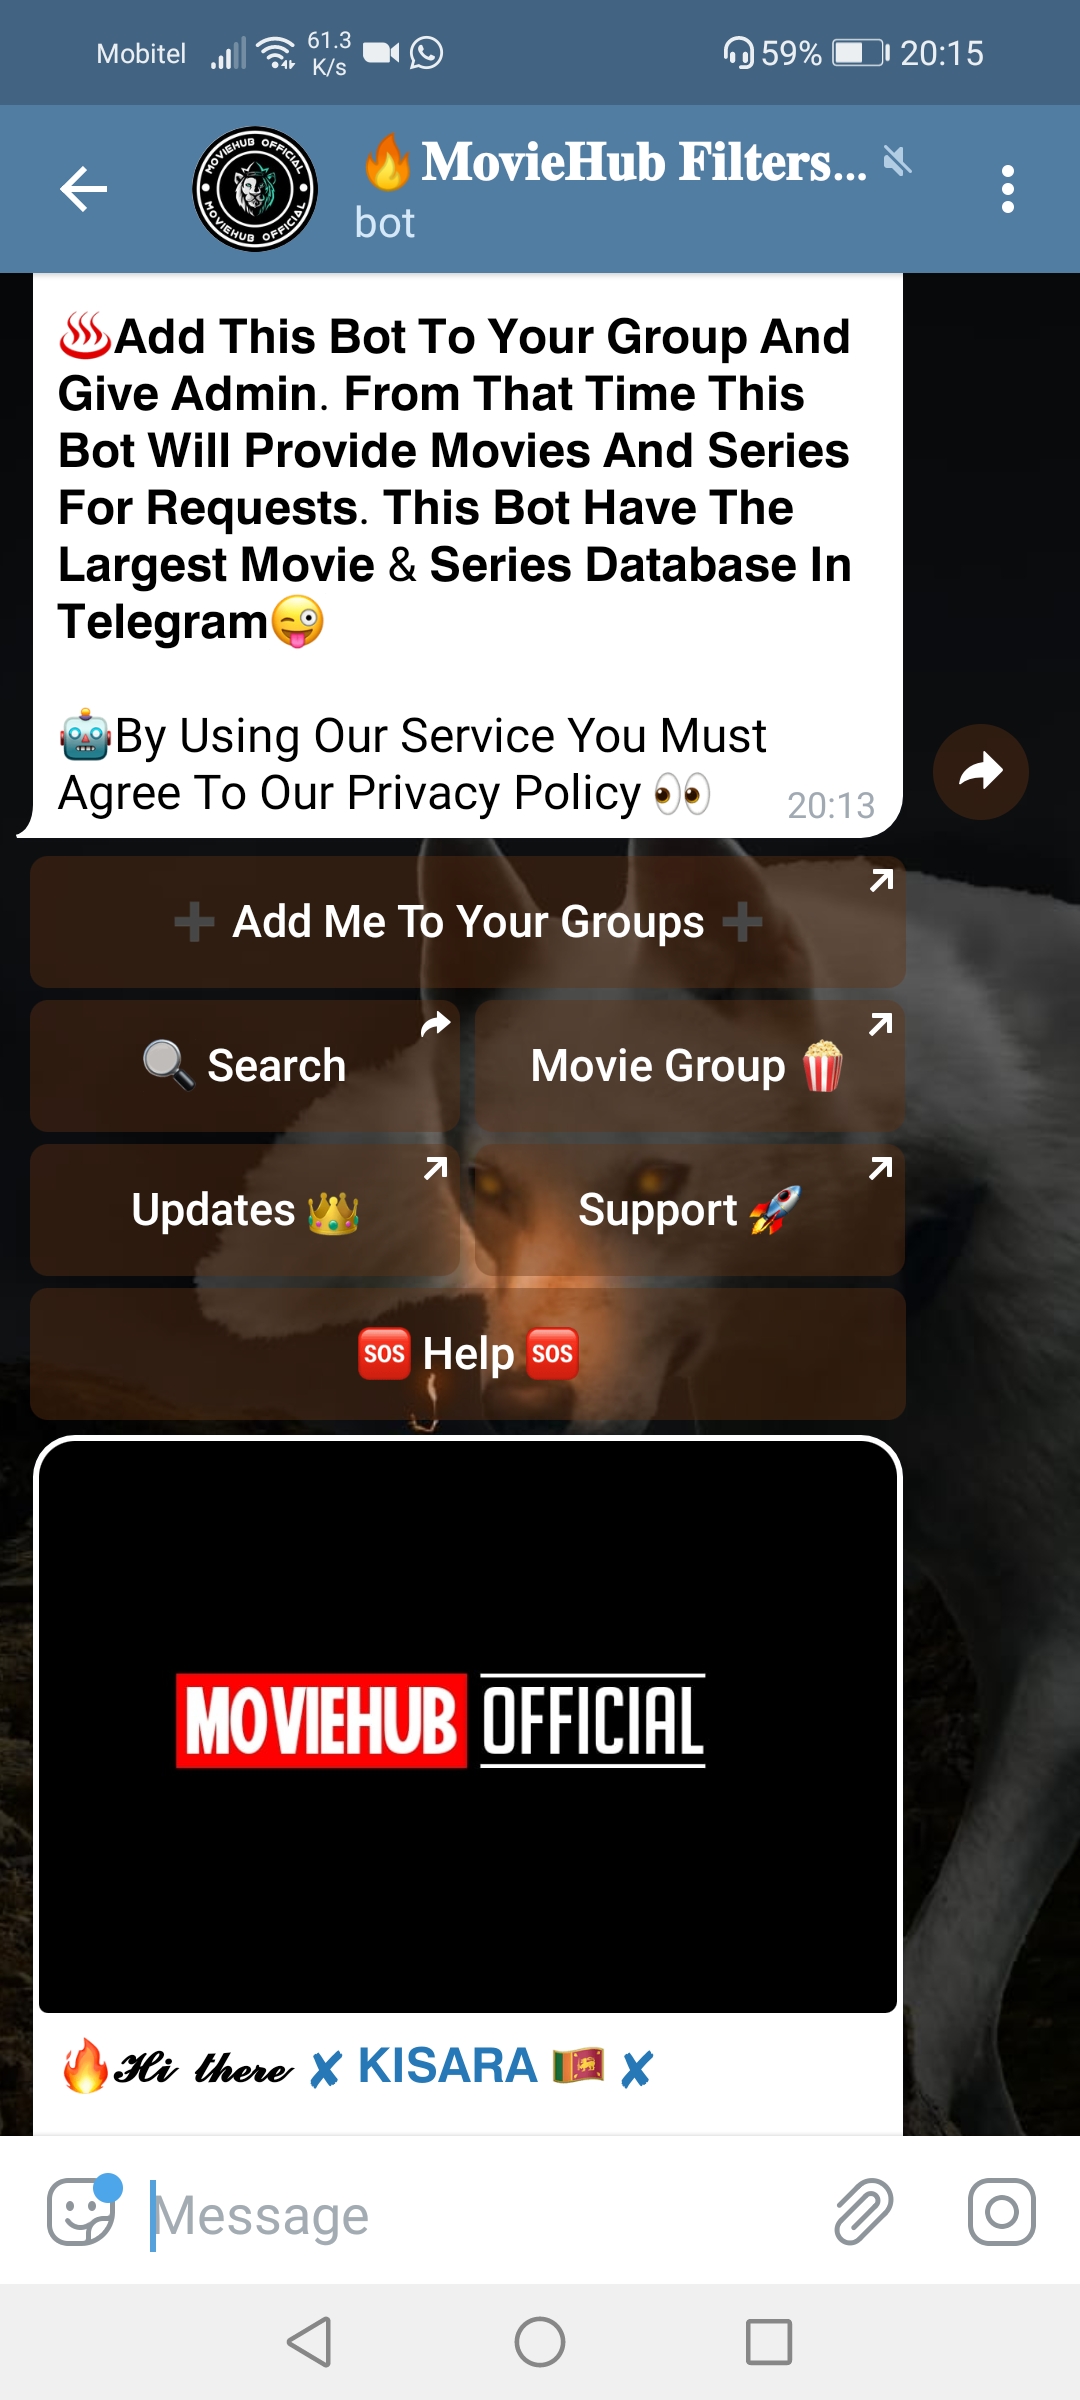 Mobitel 61.3 K/s 59% 20:15
🔥MovieHub Filters...
bot
MOVIEHUB OFFICIAL
MOVIEHUB OFFICIAL
♨️Add This Bot To Your Group And
Give Admin. From That Time This
Bot Will Provide Movies And Series
For Requests. This Bot Have The
Largest Movie & Series Database In
Telegram😜
🤖By Using Our Service You Must
Agree To Our Privacy Policy 👀
20:13
➕ Add Me To Your Groups ➕
🔍 Search
Movie Group 🍿
Updates 👑
Support 🚀
🆘 Help 🆘
MOVIEHUB OFFICIAL
🔥𝓗𝓲 𝓽𝓱𝓮𝓻𝓮 ✘ KISARA 🇱🇰 ✘
Message